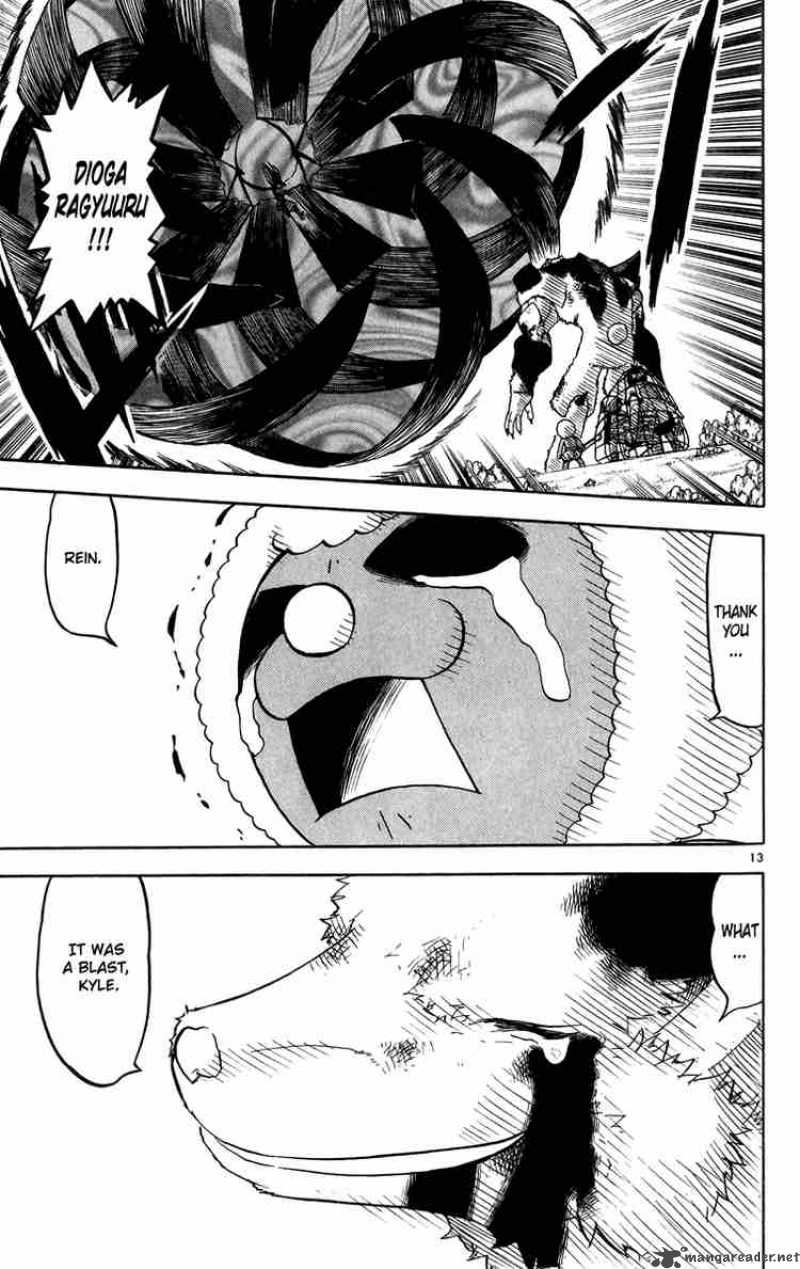 DIOGA
RAGYUURU
!!!
THANK
YOU
...
REIN.
13
WHAT
...
IT WAS
A BLAST,
KYLE.
mangareader.net